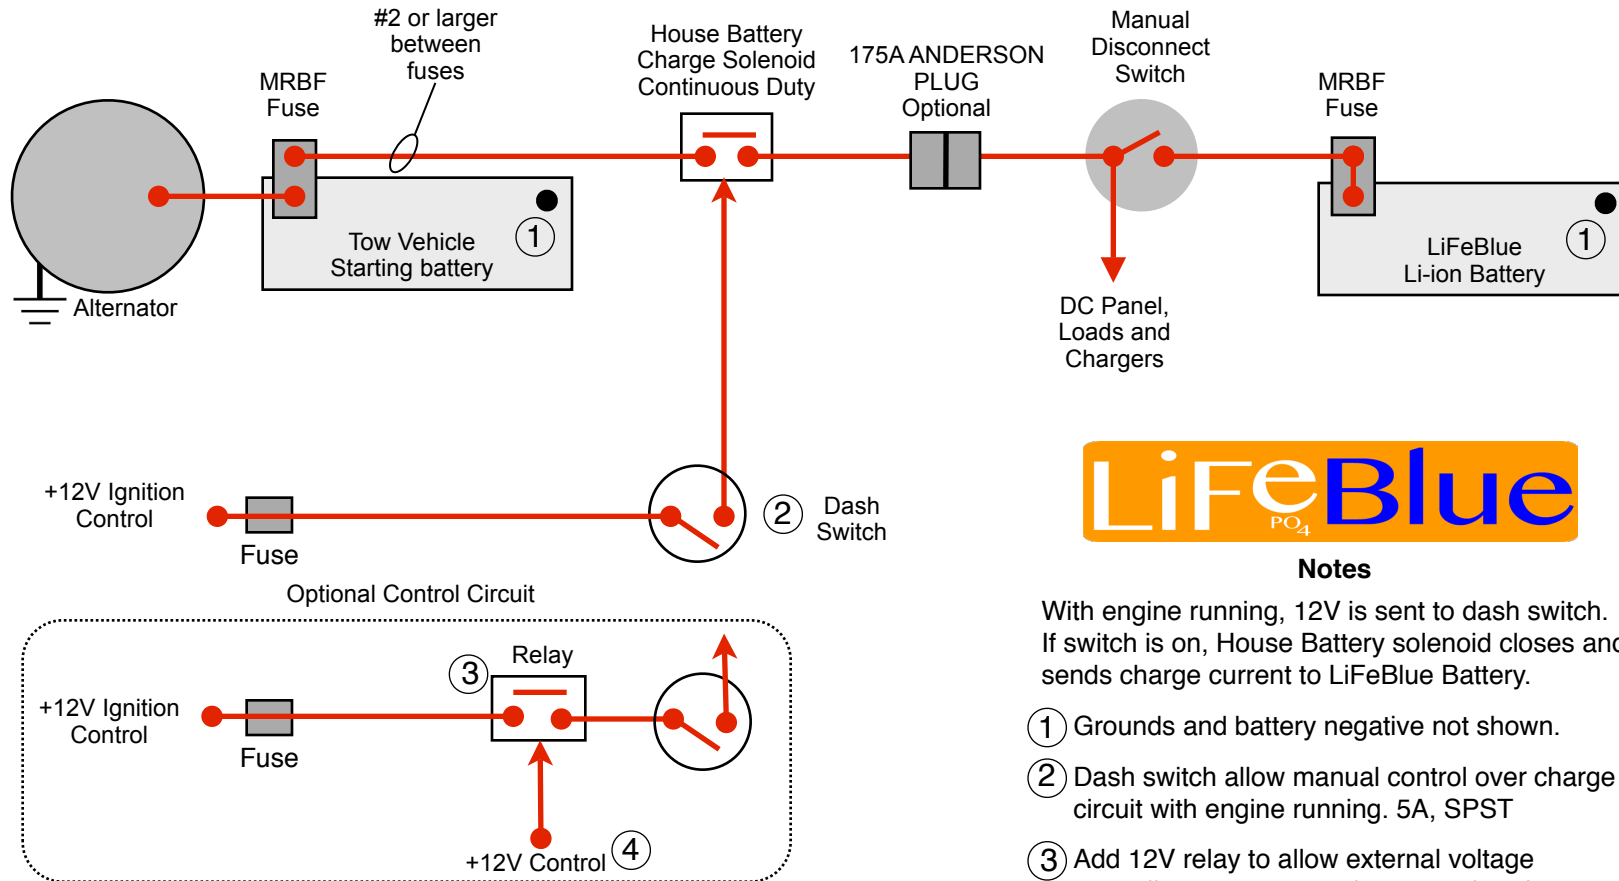 #2 or larger
between
fuses
MRBF
Fuse
House Battery
Charge Solenoid
Continuous Duty
175A ANDERSON
PLUG
Optional
Manual
Disconnect
Switch
MRBF
Fuse
Tow Vehicle
Starting battery
1
LiFeBlue
Li-ion Battery
1
Alternator
DC Panel,
Loads and
Chargers
+12V Ignition
Control
Fuse
2
Dash
Switch
Optional Control Circuit
+12V Ignition
Control
Fuse
3
Relay
+12V Control
4
LiFeBlue
PO4
Notes
With engine running, 12V is sent to dash switch.
If switch is on, House Battery solenoid closes and
sends charge current to LiFeBlue Battery.
1 Grounds and battery negative not shown.
2 Dash switch allow manual control over charge
circuit with engine running. 5A, SPST
3 Add 12V relay to allow external voltage